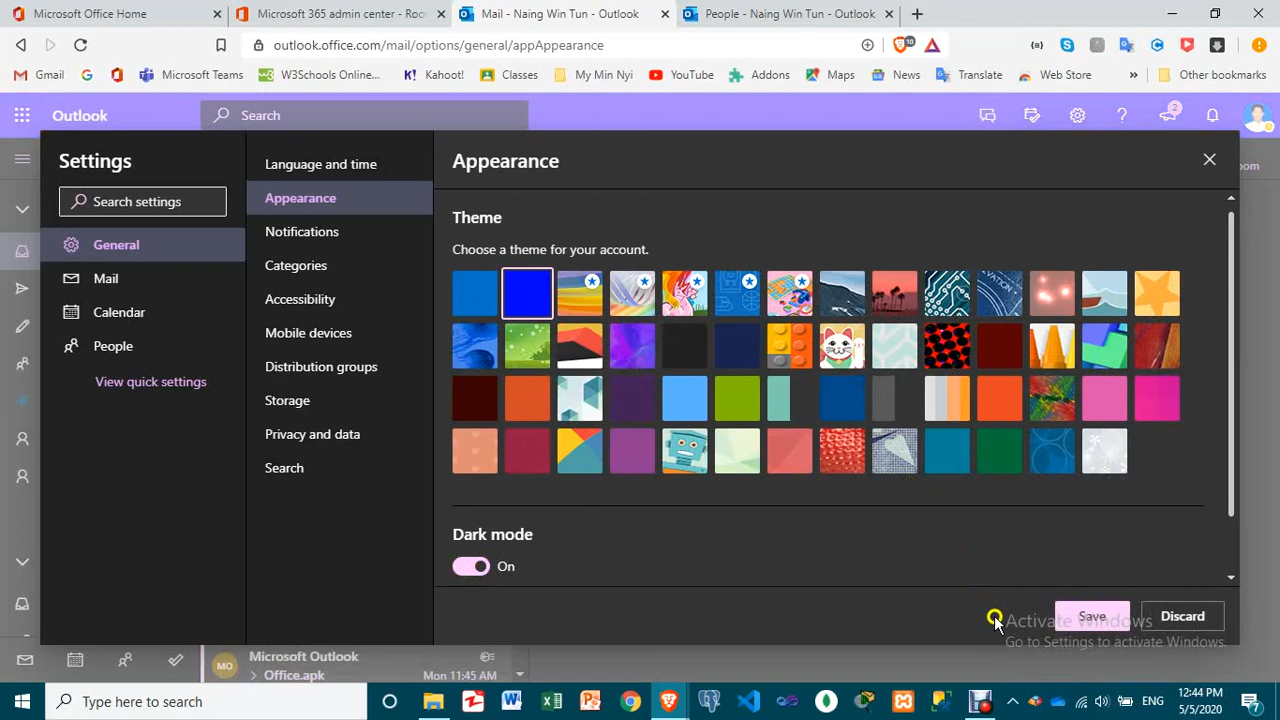 Microsoft Office Home
Microsoft 365 admin center - Roo
Mail - Naing Win Tun - Outlook
People - Naing Win Tun - Outlook
outlook.office.com/mail/options/general/appAppearance
10
Gmail
Microsoft Teams
W3Schools Online...
Kahoot!
Classes
My Min Nyi
YouTube
Addons
Maps
News
Translate
Web Store
Other bookmarks
Outlook
Search
2
Settings
Search settings
General
Mail
Calendar
People
View quick settings
Language and time
Appearance
Notifications
Categories
Accessibility
Mobile devices
Distribution groups
Storage
Privacy and data
Search
Appearance
oom
Theme
Choose a theme for your account.
Dark mode
On
Save
Discard
Activate Windows
Go to Settings to activate Windows.
MO
Microsoft Outlook
Office.apk
Mon 11:45 AM
Type here to search
ENG
12:44 PM
5/5/2020
7